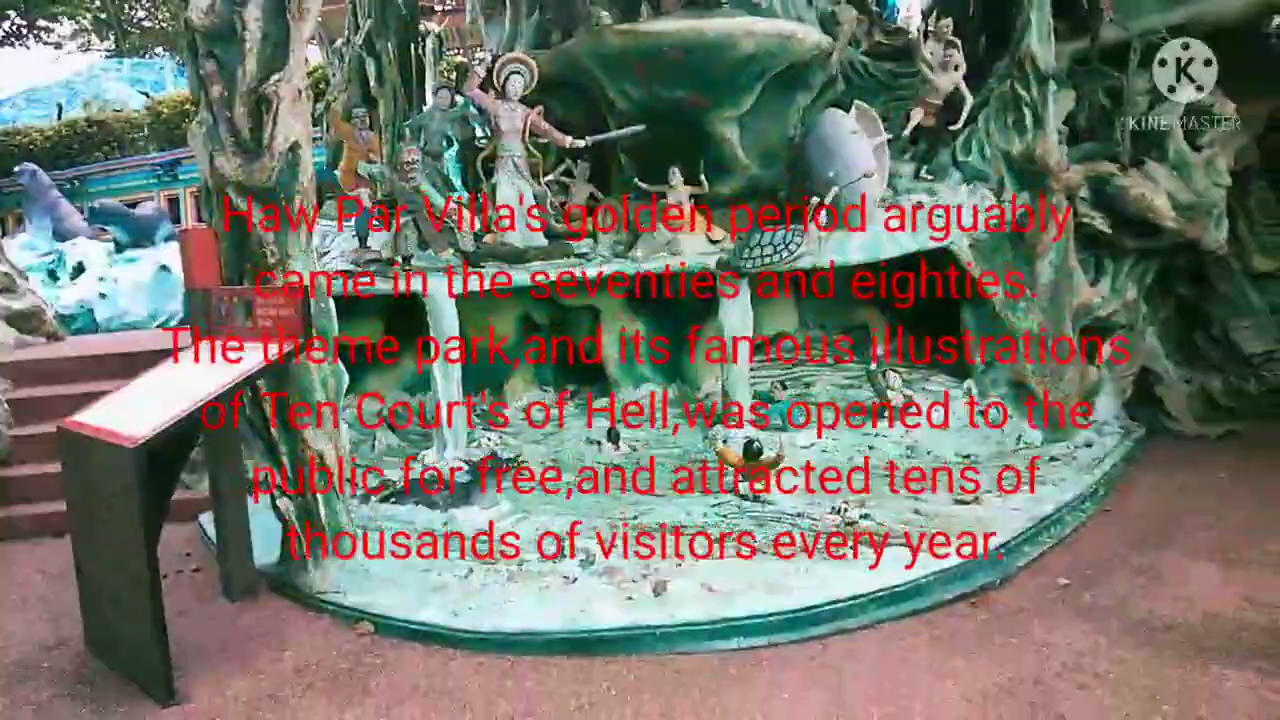 KINEMASTER
Haw Par Villa's golden period arguably
came in the seventies and eighties.
The theme park,and its famous illustrations
of Ten Court's of Hell,was opened to the
public for free,and attracted tens of
thousands of visitors every year.